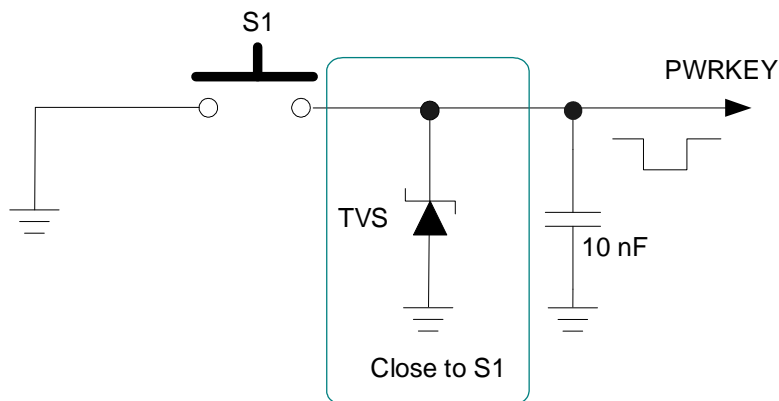 S1
PWRKEY
TVS
10 nF
Close to S1